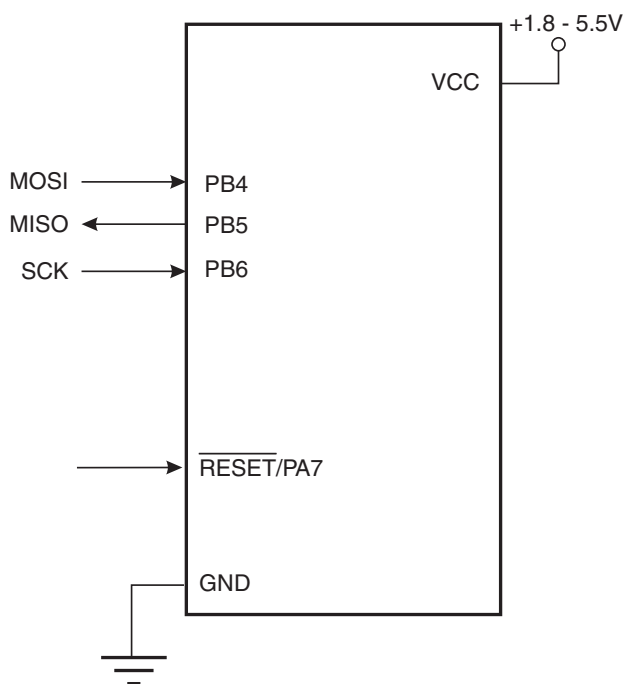 +1.8 - 5.5V
VCC
MOSI PB4
MISO PB5
SCK PB6
RESET/PA7
GND